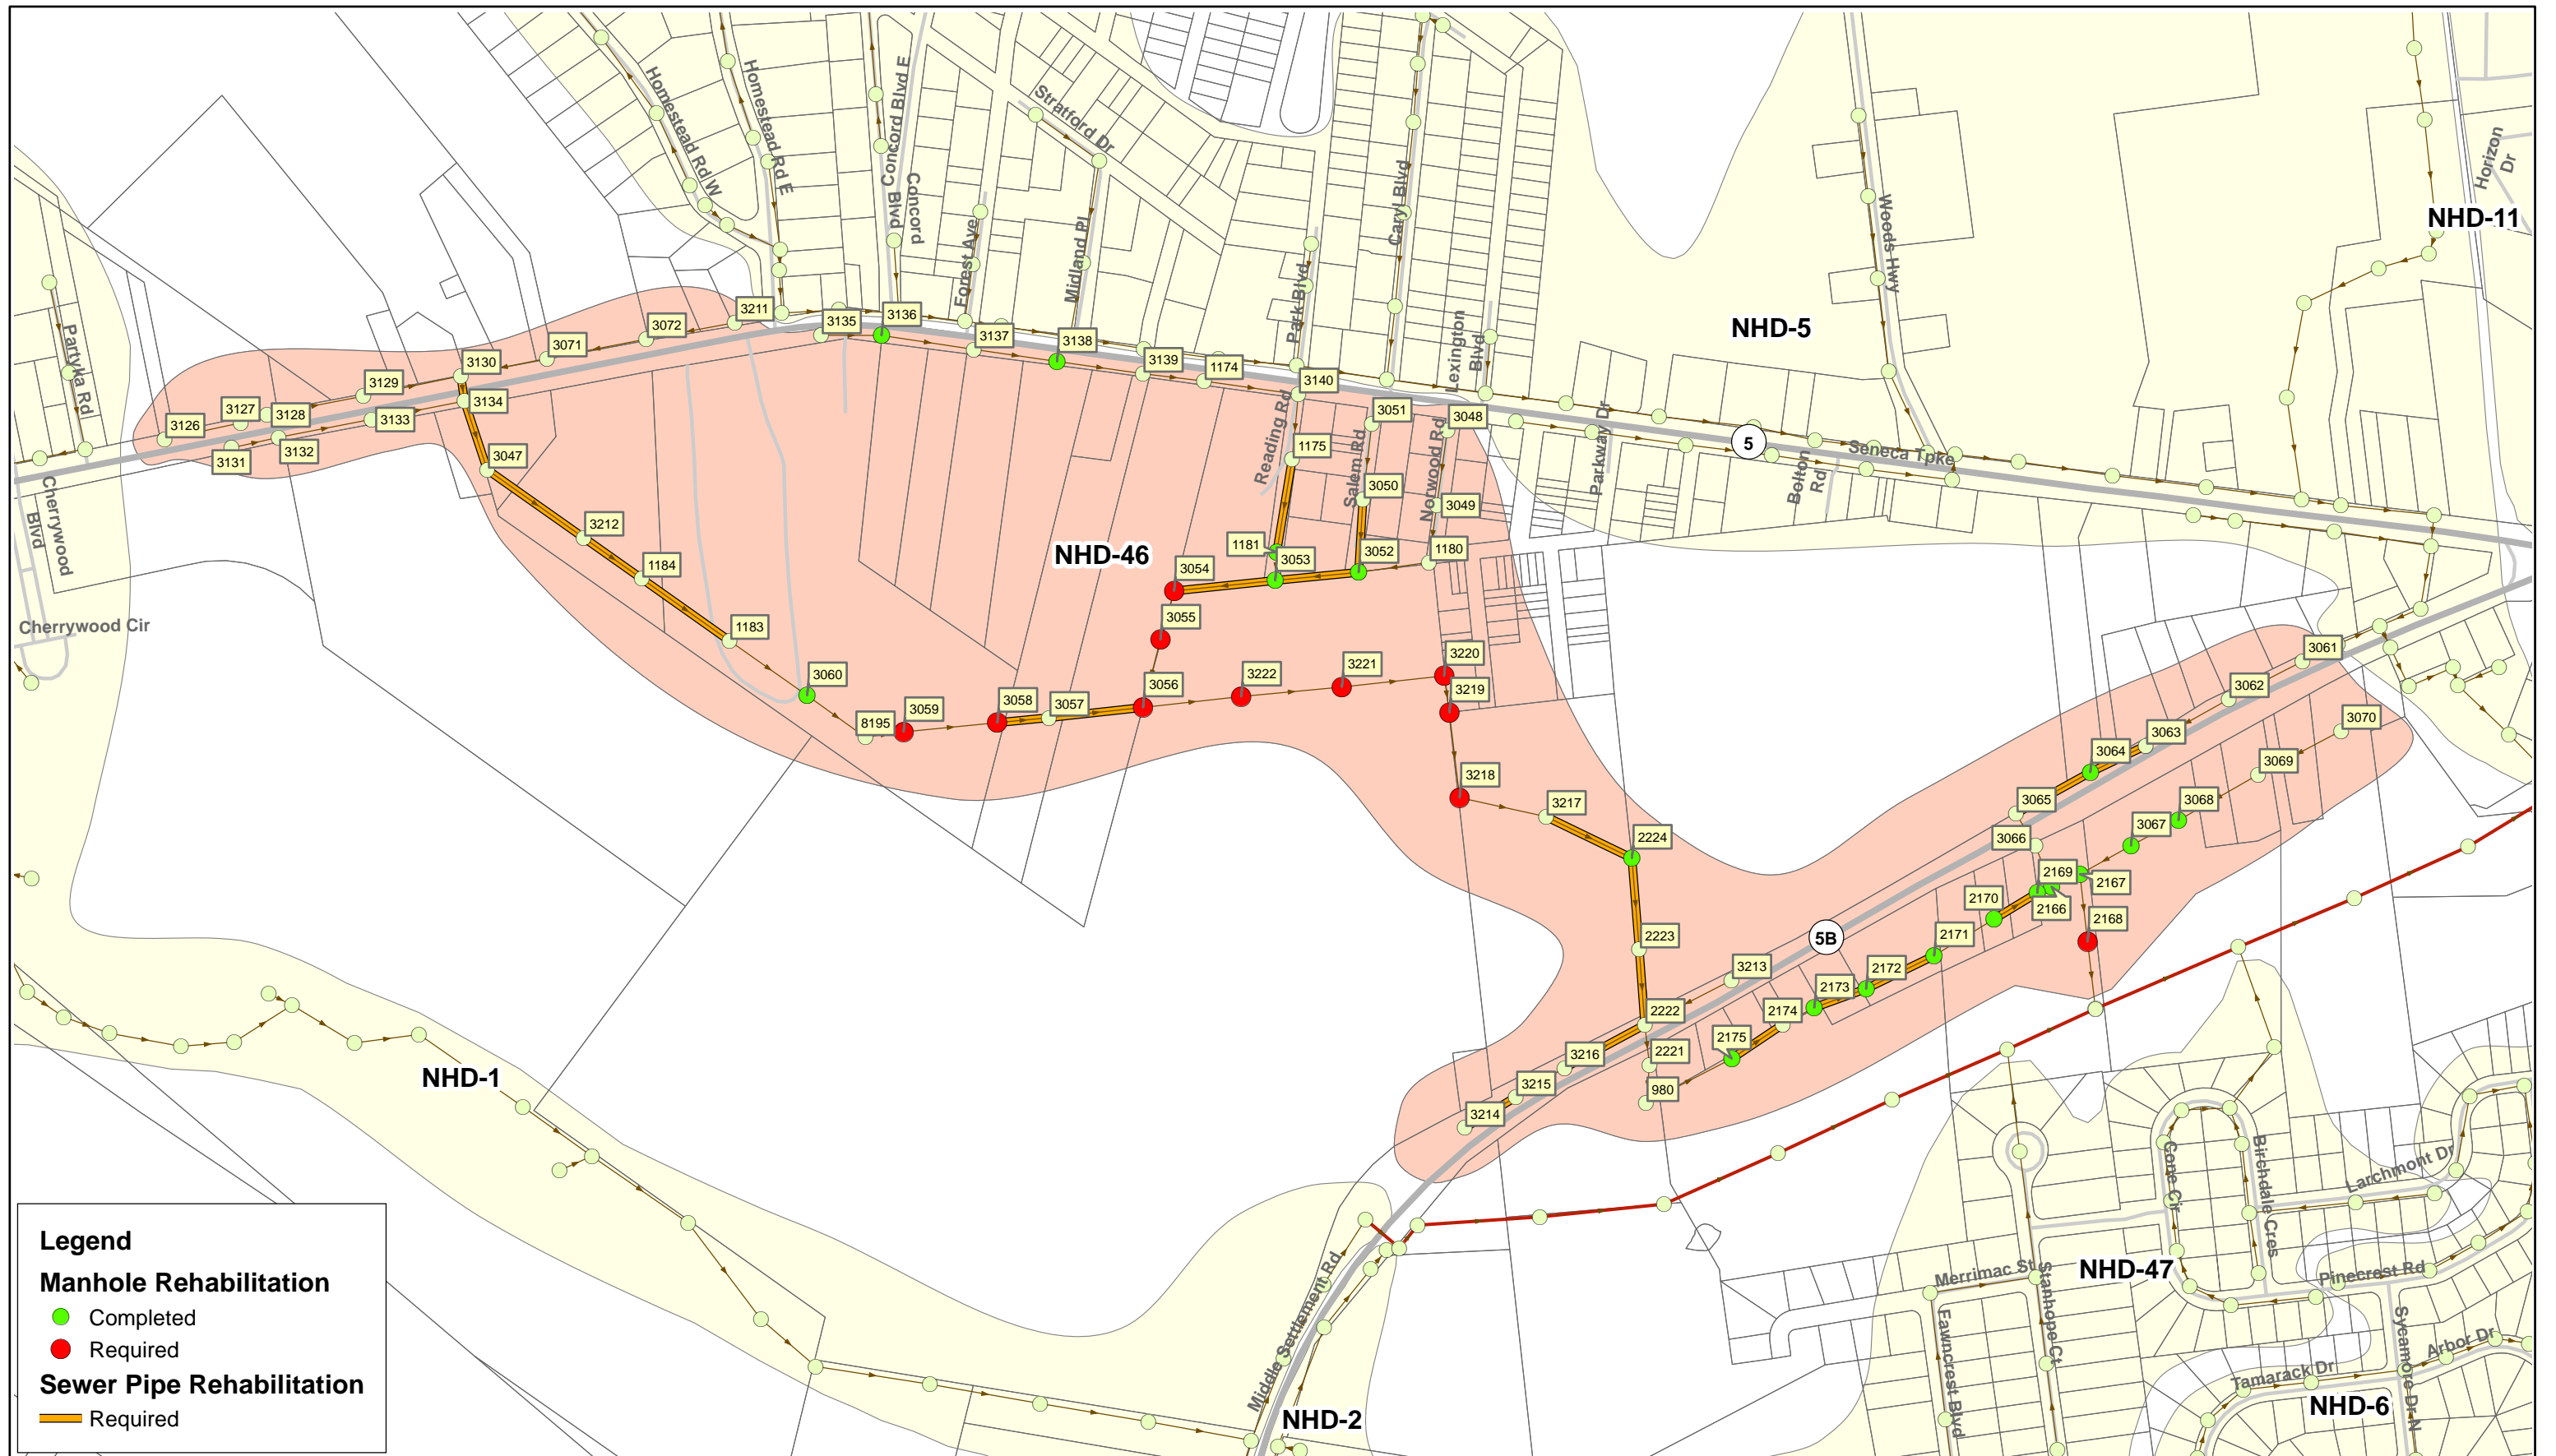 Homestead Rd W
Homestead Rd E
Concord Blvd E
Concord
Blvd
Forest Ave
Stratford Dr
Midland Pl
Park Blvd
Caryl Blvd
Lexington
Blvd
Woods Hwy
Horizon
Dr
NHD-11
NHD-5
Partyka Rd
3211
3135
3136
3072
3137
3138
3071
3139
1174
3130
3140
3129
3134
3127
3128
3133
3126
3051
3048
3132
3131
1175
Reading Rd
Salem Rd
Norwood Rd
Parkway Dr
5
Bolton
Rd
Seneca Tpke
3047
Cherrywood
Blvd
3050
3049
3212
NHD-46
1181
3053
3052
1180
1184
3054
3055
Cherrywood Cir
1183
3220
3061
3060
3222
3221
3219
3062
3056
3058
3057
3059
8195
3070
3063
3064
3069
3218
3217
3065
3068
3067
2224
3066
2169
2167
2170
2166
2168
2223
2171
5B
3213
2172
2173
2222
2174
2175
2221
3216
3215
980
3214
NHD-1
Cone Cir
Birchdale Cres
Larchmont Dr
Middle Settlement Rd
Merrimac St
Stanhope Ct
NHD-47
Pinecrest Rd
Fawncrest Blvd
Sycamore Dr N
Arbor Dr
Tamarack Dr
NHD-6
NHD-2
Legend
Manhole Rehabilitation
Completed
Required
Sewer Pipe Rehabilitation
Required